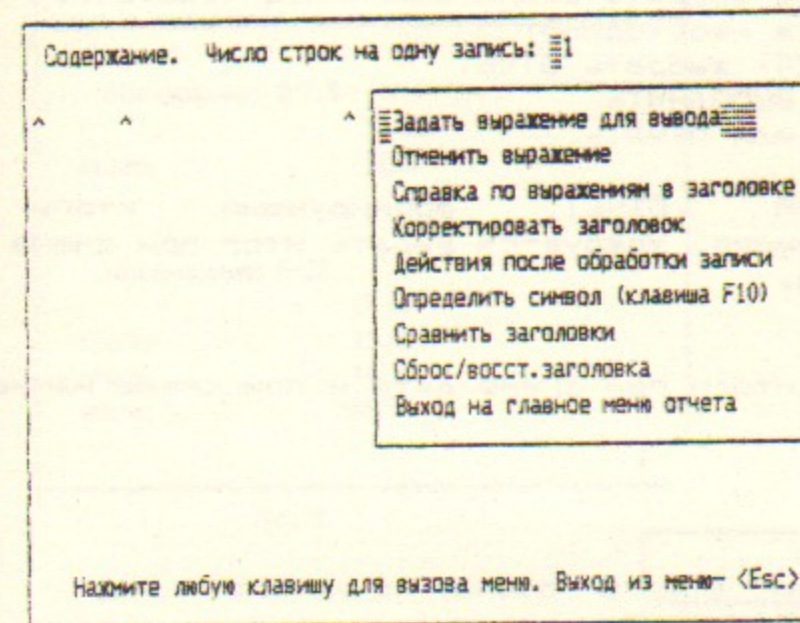 Содержание. Число строк на одну запись: 1
^ ^ ^
Задать выражение для вывода
Отменить выражение
Справка по выражениям в заголовке
Корректировать заголовок
Действия после обработки записи
Определить символ (клавиша F10)
Сравнить заголовки
Сброс/восст.заголовка
Выход на главное меню отчета
Нажмите любую клавишу для вызова меню. Выход из меню- <Esc>